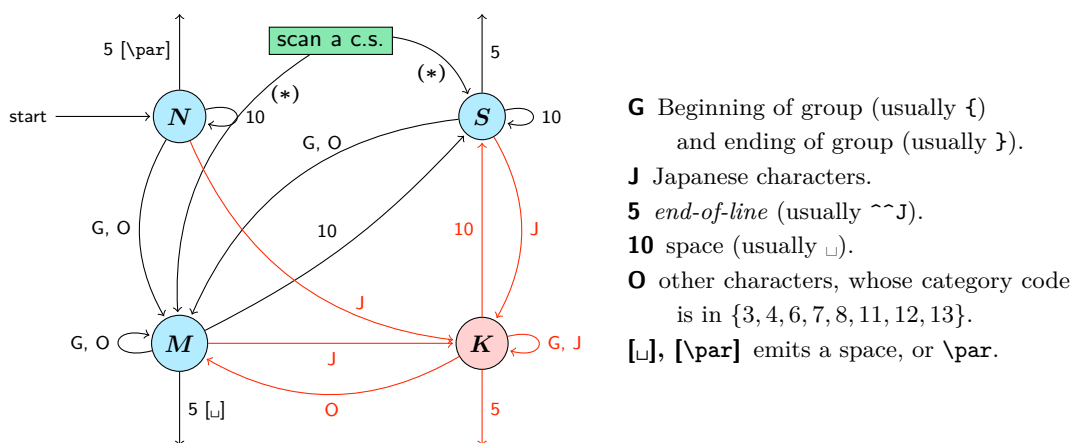 5 [\par]
scan a c.s.
5
(*)
(*)
start
N
10
S
10
G, O
G, O
10
10
J
J
G, O
M
J
K
G, J
O
5 [␣]
5
G Beginning of group (usually {)
and ending of group (usually }).
J Japanese characters.
5 end-of-line (usually ^^J).
10 space (usually ␣).
O other characters, whose category code
is in {3, 4, 6, 7, 8, 11, 12, 13}.
[␣], [\par] emits a space, or \par.